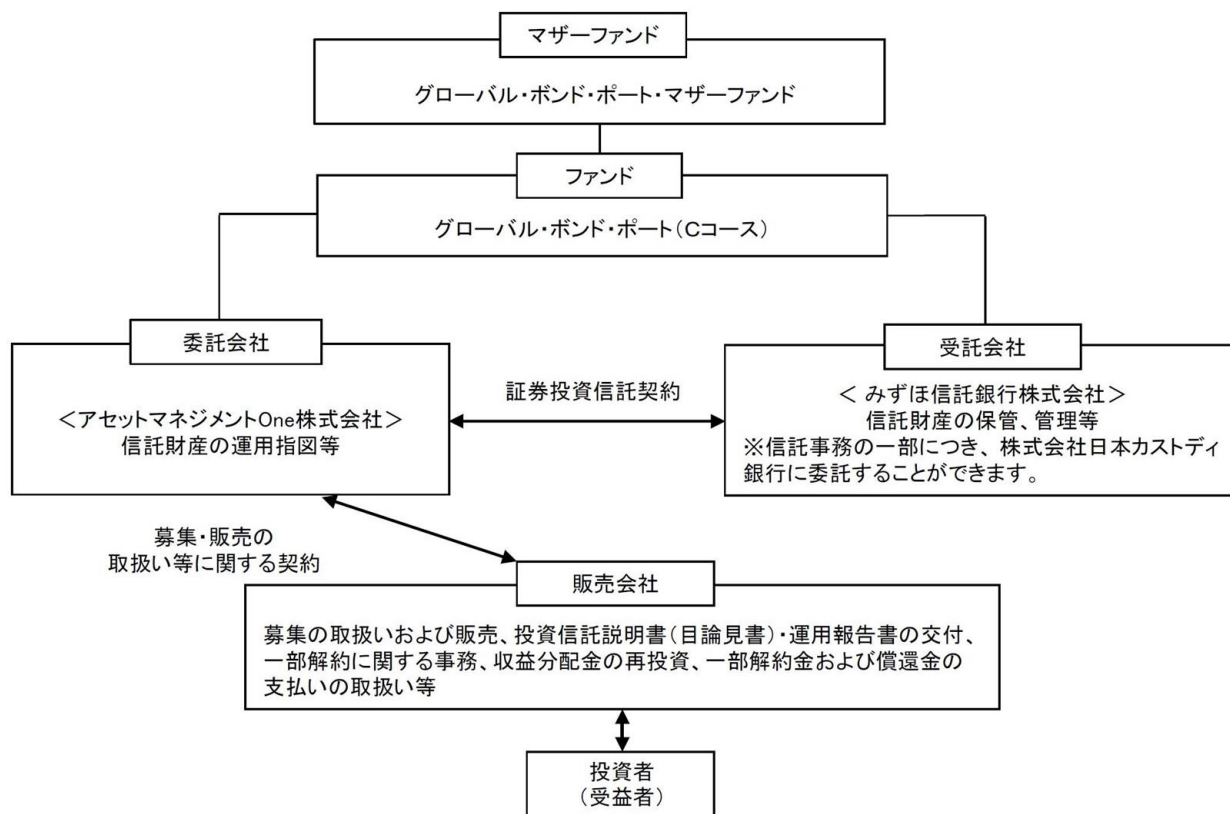 マザーファンド
グローバル・ボンド・ポート・マザーファンド
ファンド
グローバル・ボンド・ポート（Cコース）
委託会社
＜アセットマネジメントOne株式会社＞
信託財産の運用指図等
証券投資信託契約
受託会社
＜ みずほ信託銀行株式会社＞
信託財産の保管、管理等
※信託事務の一部につき、株式会社日本カストディ
銀行に委託することができます。
募集・販売の
取扱い等に関する契約
販売会社
募集の取扱いおよび販売、投資信託説明書（目論見書）・運用報告書の交付、
一部解約に関する事務、収益分配金の再投資、一部解約金および償還金の
支払いの取扱い等
投資者
（受益者）